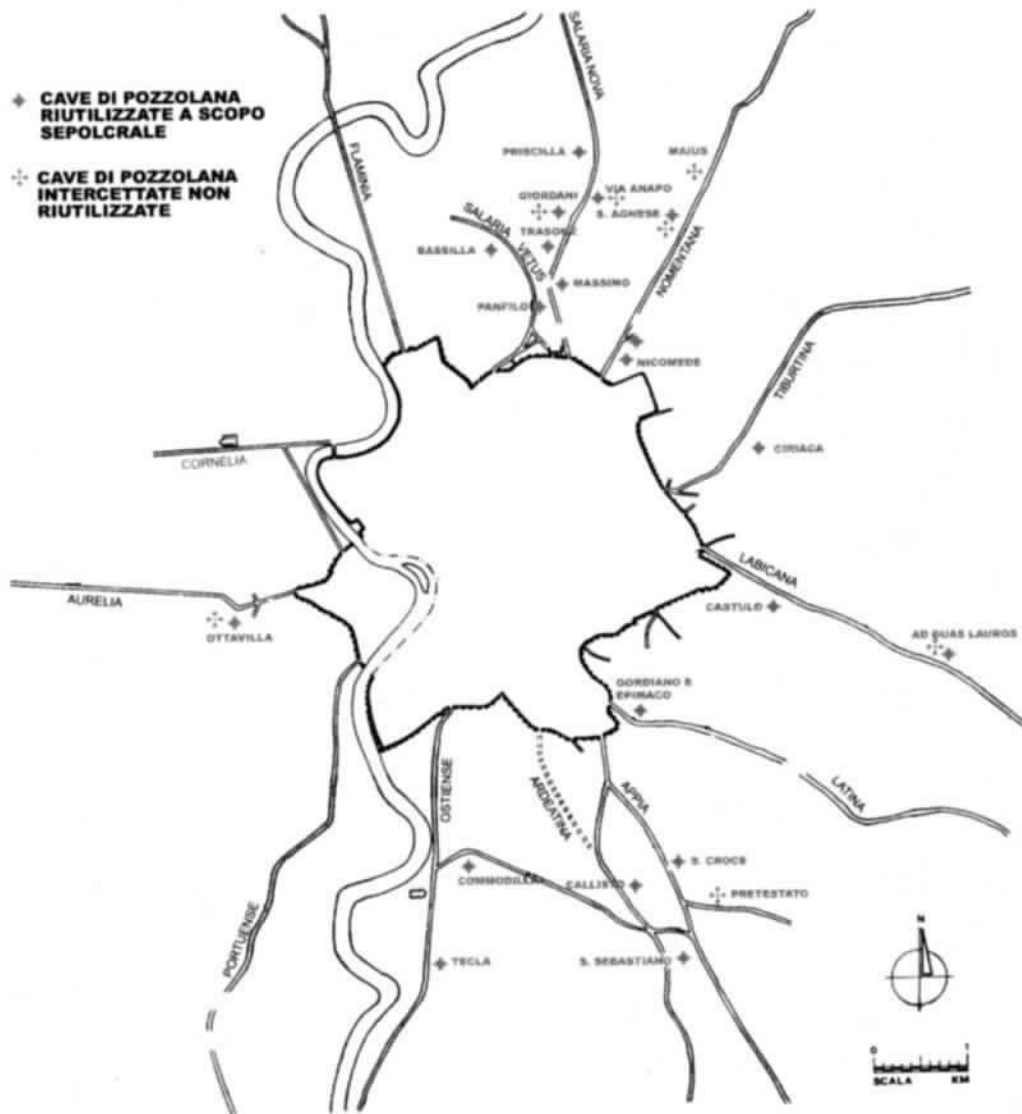 CAVE DI POZZOLANA
RIUTILIZZATE A SCOPO
SEPOLCRALE
CAVE DI POZZOLANA
INTERCETTATE NON
RIUTILIZZATE
FLAMINIA
SALARIA NOVA
PRISCILLA
MAIUS
GIORDANI
VIA ANAPO
S. AGNESE
SALARIA VETUS
TRASONE
BASSILLA
NOMENTANA
MASSIMO
PANFILO
NICOMEDE
TIBURTINA
CIRIACA
CORNELIA
LABICANA
AURELIA
OTTAVILLA
CASTULO
AD DUAS LAUROS
GORDIANO E
EPIMACO
OSTIENSE
ARDEATINA
APPIA
LATINA
S. CROCE
COMMODILLA
CALLISTO
PRETESTATO
PORTUENSE
TECLA
S. SEBASTIANO
N
0 1
SCALA KM